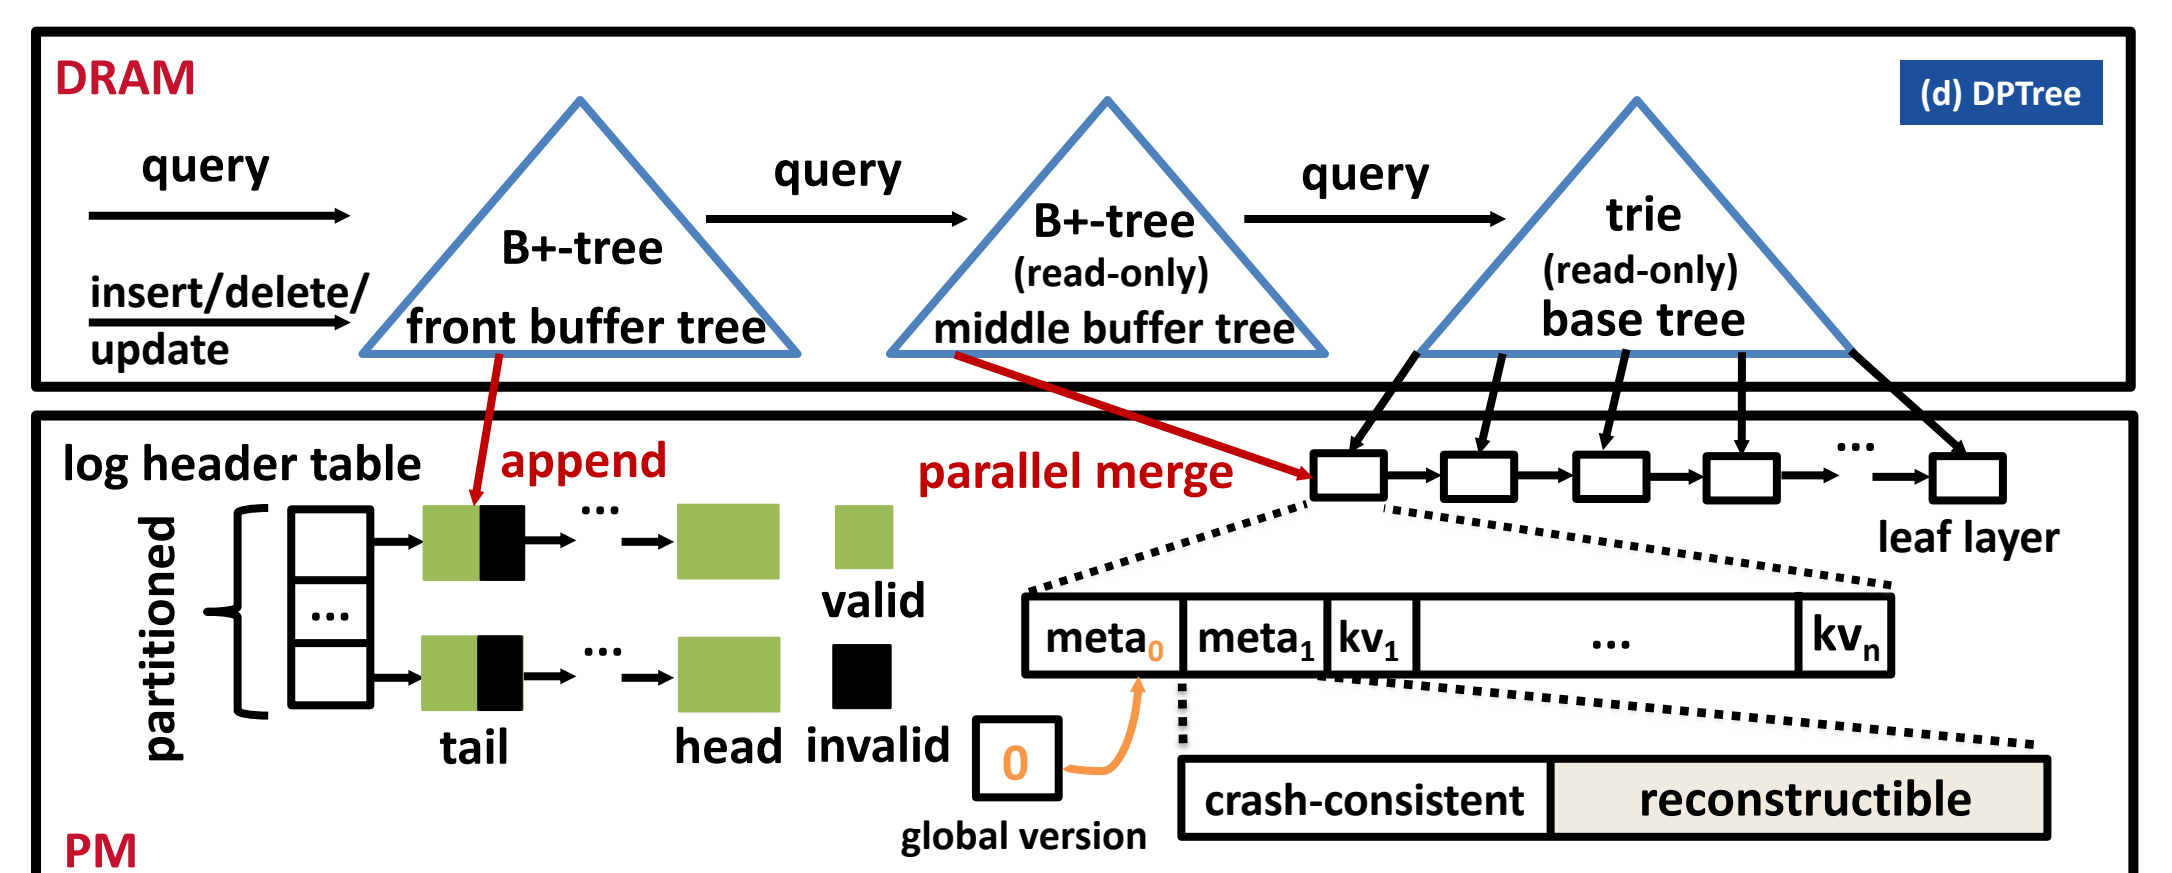 DRAM
(d) DPTree
query
query
query
B+-tree
front buffer tree
B+-tree
(read-only)
middle buffer tree
trie
(read-only)
base tree
insert/delete/
update
log header table
append
parallel merge
...
...
leaf layer
partitioned
...
...
valid
tail
head
invalid
meta0
meta1
kv1
...
kvn
0
global version
crash-consistent
reconstructible
PM